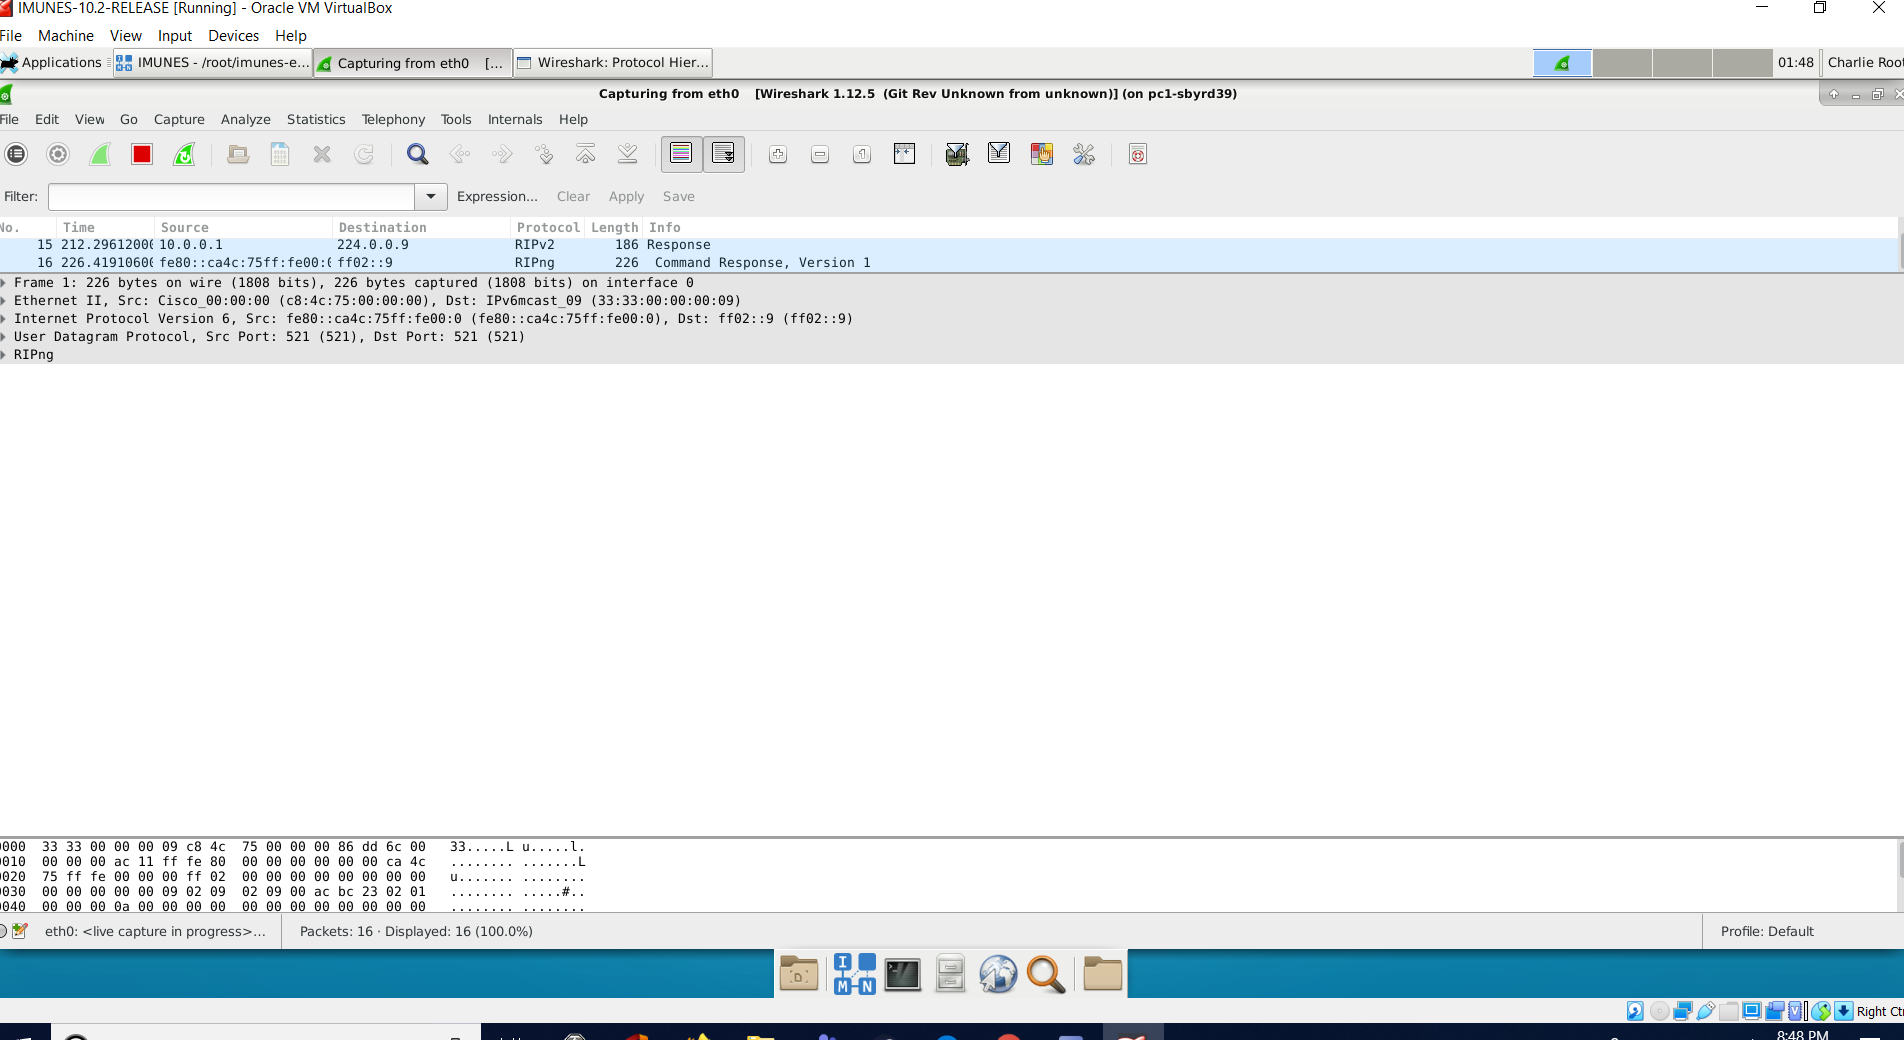 IMUNES-10.2-RELEASE [Running] - Oracle VM VirtualBox
File Machine View Input Devices Help
Applications IMUNES - /root/imunes-e... Capturing from eth0 [... Wireshark: Protocol Hier... 01:48 Charlie Root
Capturing from eth0 [Wireshark 1.12.5 (Git Rev Unknown from unknown)] (on pc1-sbyrd39)
File Edit View Go Capture Analyze Statistics Telephony Tools Internals Help
Filter: Expression... Clear Apply Save
No. Time Source Destination Protocol Length Info
15 212.29612000 10.0.0.1 224.0.0.9 RIPv2 186 Response
16 226.41910600 fe80::ca4c:75ff:fe00:0 ff02::9 RIPng 226 Command Response, Version 1
Frame 1: 226 bytes on wire (1808 bits), 226 bytes captured (1808 bits) on interface 0
Ethernet II, Src: Cisco_00:00:00 (c8:4c:75:00:00:00), Dst: IPv6mcast_09 (33:33:00:00:00:09)
Internet Protocol Version 6, Src: fe80::ca4c:75ff:fe00:0 (fe80::ca4c:75ff:fe00:0), Dst: ff02::9 (ff02::9)
User Datagram Protocol, Src Port: 521 (521), Dst Port: 521 (521)
RIPng
0000 33 33 00 00 00 09 c8 4c 75 00 00 00 86 dd 6c 00 33.....L u.....l.
0010 00 00 00 ac 11 ff fe 80 00 00 00 00 00 00 ca 4c ........ .......L
0020 75 ff fe 00 00 00 ff 02 00 00 00 00 00 00 00 00 u....... ........
0030 00 00 00 00 00 09 02 09 02 09 00 ac bc 23 02 01 ........ .....#..
0040 00 00 00 0a 00 00 00 00 00 00 00 00 00 00 00 00 ........ ........
eth0: <live capture in progress>... Packets: 16 · Displayed: 16 (100.0%) Profile: Default
I M N
Right Ct
8:48 PM